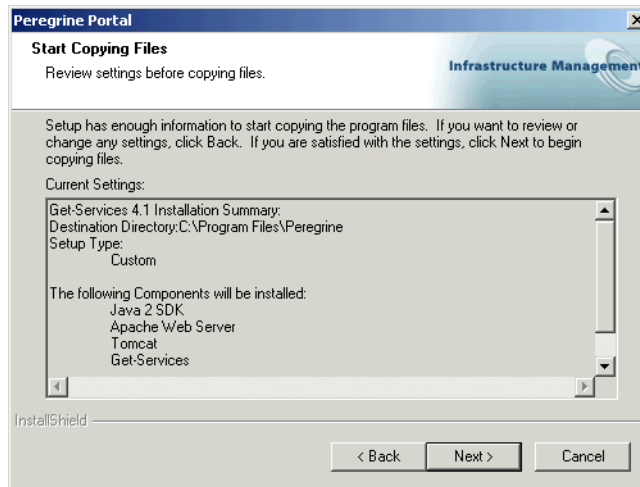 Peregrine Portal
Start Copying Files
Review settings before copying files.
Infrastructure Management
Setup has enough information to start copying the program files. If you want to review or
change any settings, click Back. If you are satisfied with the settings, click Next to begin
copying files.
Current Settings:
Get-Services 4.1 Installation Summary:
Destination Directory:C:\Program Files\Peregrine
Setup Type:
Custom
The following Components will be installed:
Java 2 SDK
Apache Web Server
Tomcat
Get-Services
InstallShield
< Back
Next >
Cancel